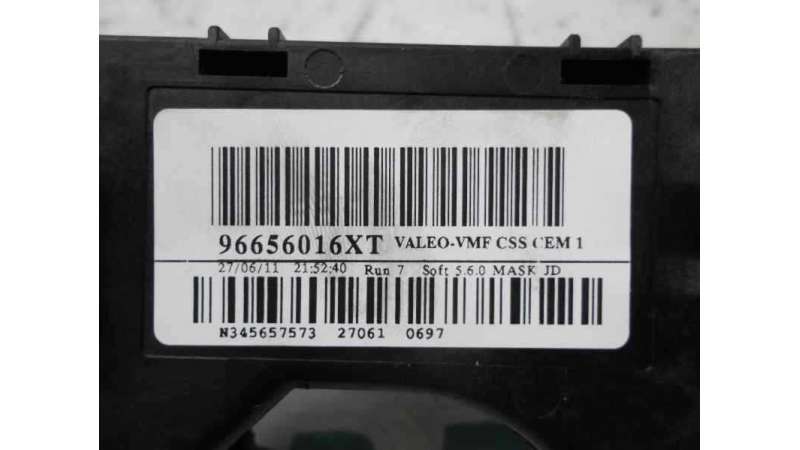 96656016XT VALEO-VMF CSS CEM 1
27/06/11 21:52:40 Run 7 Soft 5.6.0 MASK JD
N345657573 27061 0697